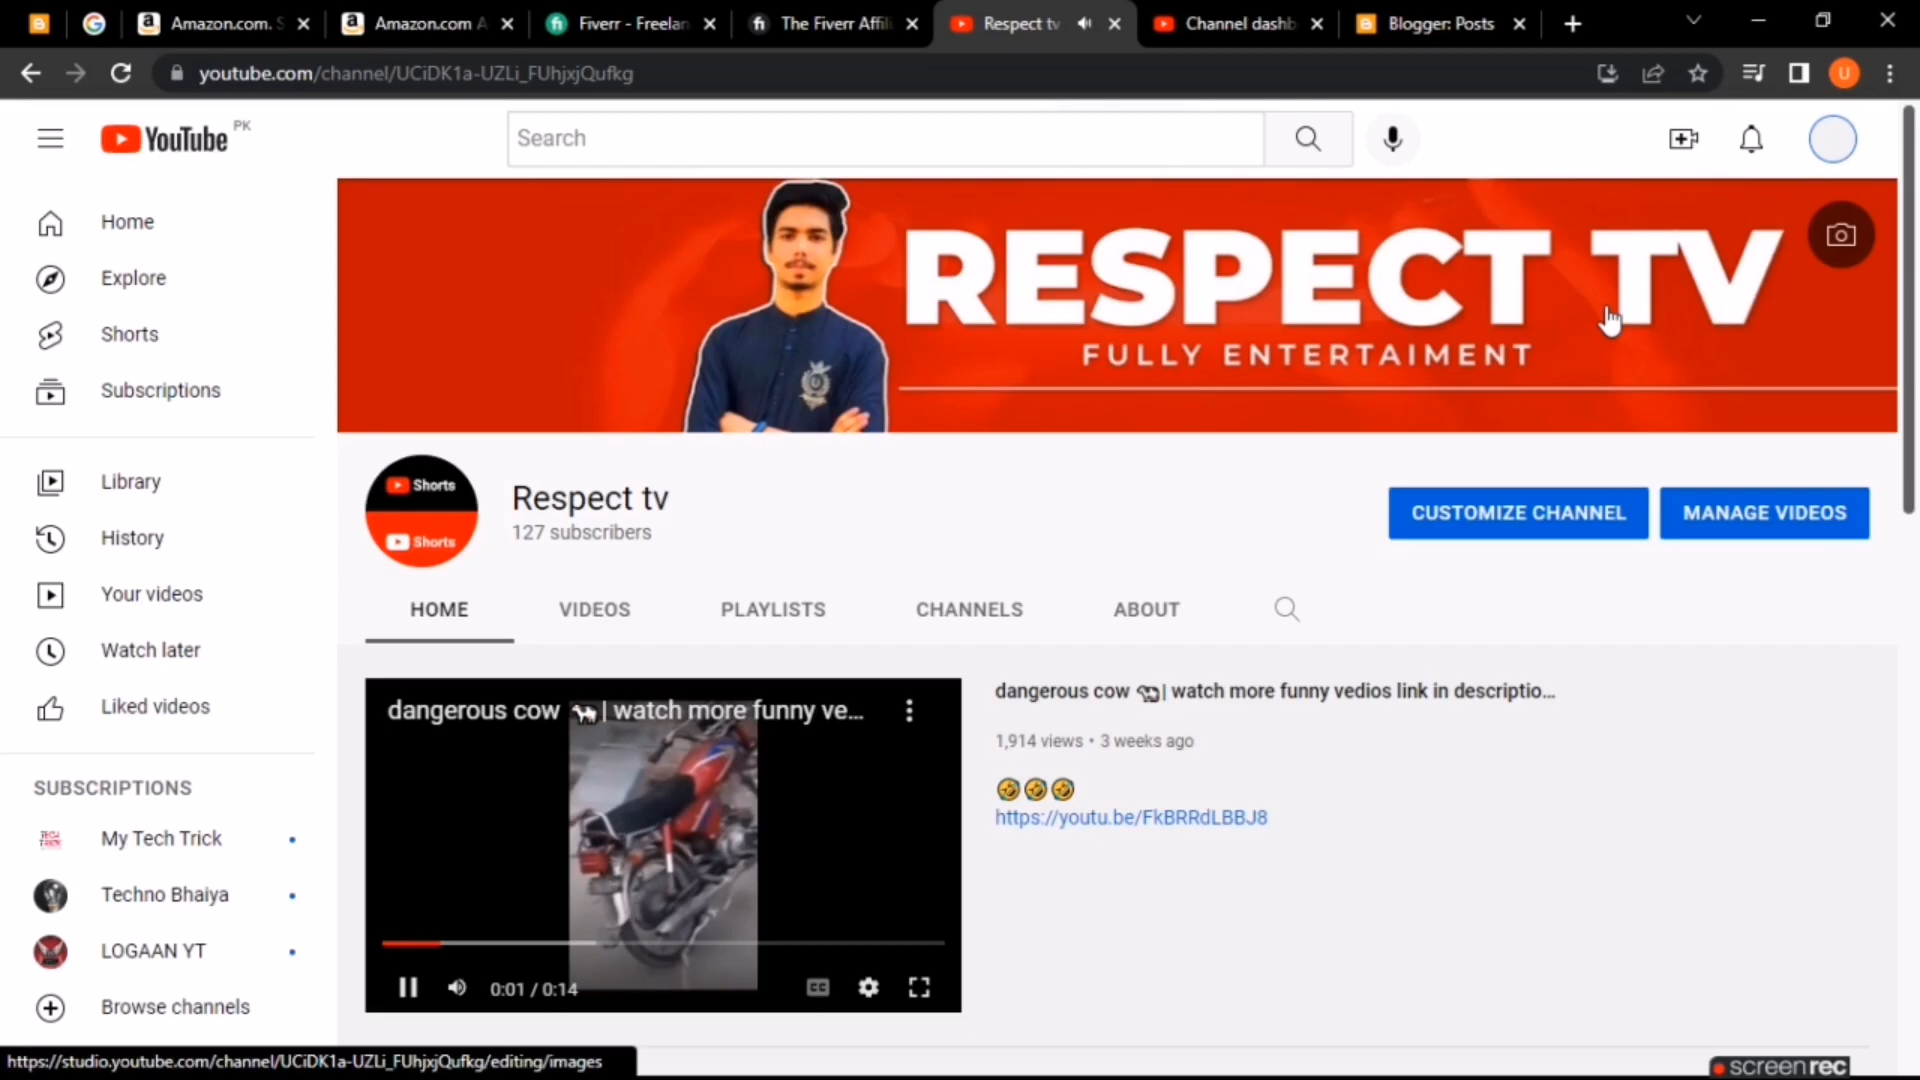 Amazon.com. S
Amazon.com A
Fiverr - Freelan
The Fiverr Affili
Respect tv
Channel dashb
Blogger: Posts
youtube.com/channel/UCiDK1a-UZLi_FUhjxjQufkg
U
YouTube PK
Search
Home
Explore
Shorts
Subscriptions
Library
History
Your videos
Watch later
Liked videos
SUBSCRIPTIONS
My Tech Trick
Techno Bhaiya
LOGAAN YT
Browse channels
RESPECT TV
FULLY ENTERTAIMENT
Shorts
Shorts
Respect tv
127 subscribers
CUSTOMIZE CHANNEL
MANAGE VIDEOS
HOME
VIDEOS
PLAYLISTS
CHANNELS
ABOUT
dangerous cow 🐄| watch more funny ve...
0:01 / 0:14
CC
dangerous cow 🐄| watch more funny vedios link in descriptio...
1,914 views • 3 weeks ago
🤣🤣🤣
https://youtu.be/FkBRRdLBBJ8
https://studio.youtube.com/channel/UCiDK1a-UZLi_FUhjxjQufkg/editing/images
screenrec